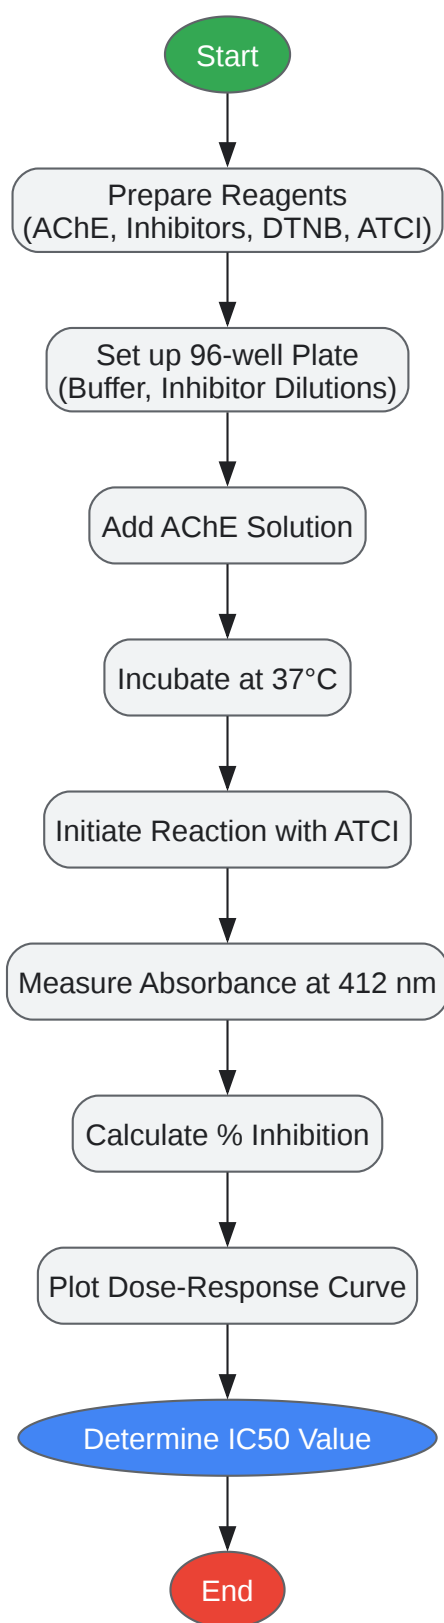 Start
Prepare Reagents
(AChE, Inhibitors, DTNB, ATCI)
Set up 96-well Plate
(Buffer, Inhibitor Dilutions)
Add AChE Solution
Incubate at 37°C
Initiate Reaction with ATCI
Measure Absorbance at 412 nm
Calculate % Inhibition
Plot Dose-Response Curve
Determine IC50 Value
End